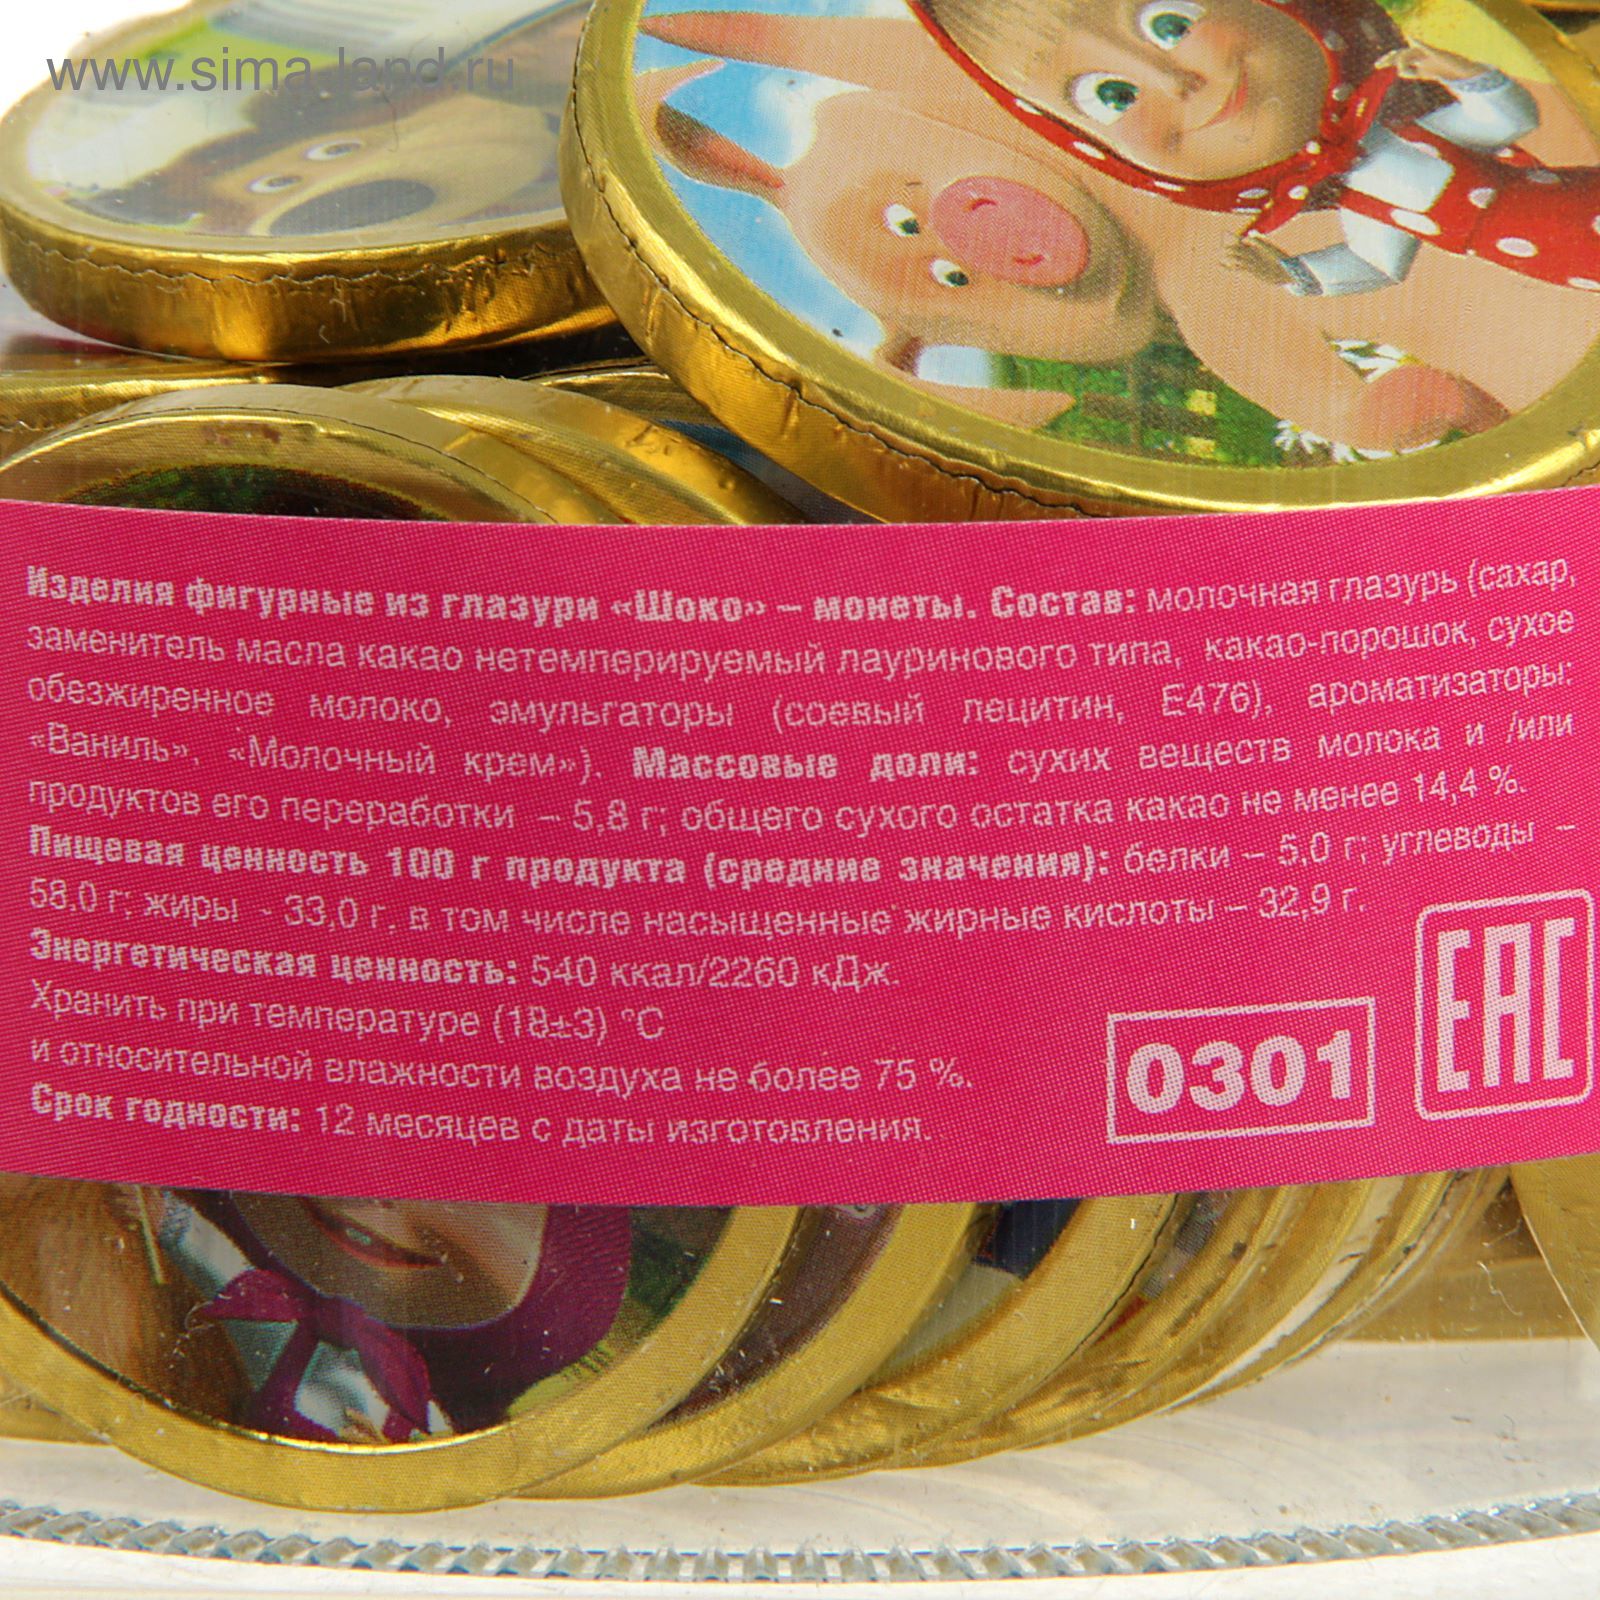 www.sima-land.ru
Изделия фигурные из глазури «Шоко» – монеты. Состав: молочная глазурь (сахар,
заменитель масла какао нетемперируемый лауринового типа, какао-порошок, сухое
обезжиренное молоко, эмульгаторы (соевый лецитин, Е476), ароматизаторы:
«Ваниль», «Молочный крем»). Массовые доли: сухих веществ молока и /или
продуктов его переработки – 5,8 г; общего сухого остатка какао не менее 14,4 %.
Пищевая ценность 100 г продукта (средние значения): белки – 5,0 г; углеводы –
58,0 г; жиры - 33,0 г, в том числе насыщенные жирные кислоты – 32,9 г.
Энергетическая ценность: 540 ккал/2260 кДж.
Хранить при температуре (18±3) °С
и относительной влажности воздуха не более 75 %.
Срок годности: 12 месяцев с даты изготовления.
0301
EAC